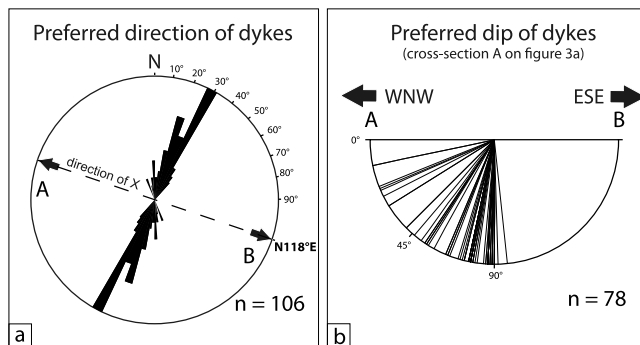 Preferred direction of dykes
N
10°
20°
30°
40°
50°
60°
70°
80°
90°
direction of X
A
B
N118°E
n = 106
a
Preferred dip of dykes
(cross-section A on figure 3a)
WNW
ESE
A
B
0°
45°
90°
n = 78
b